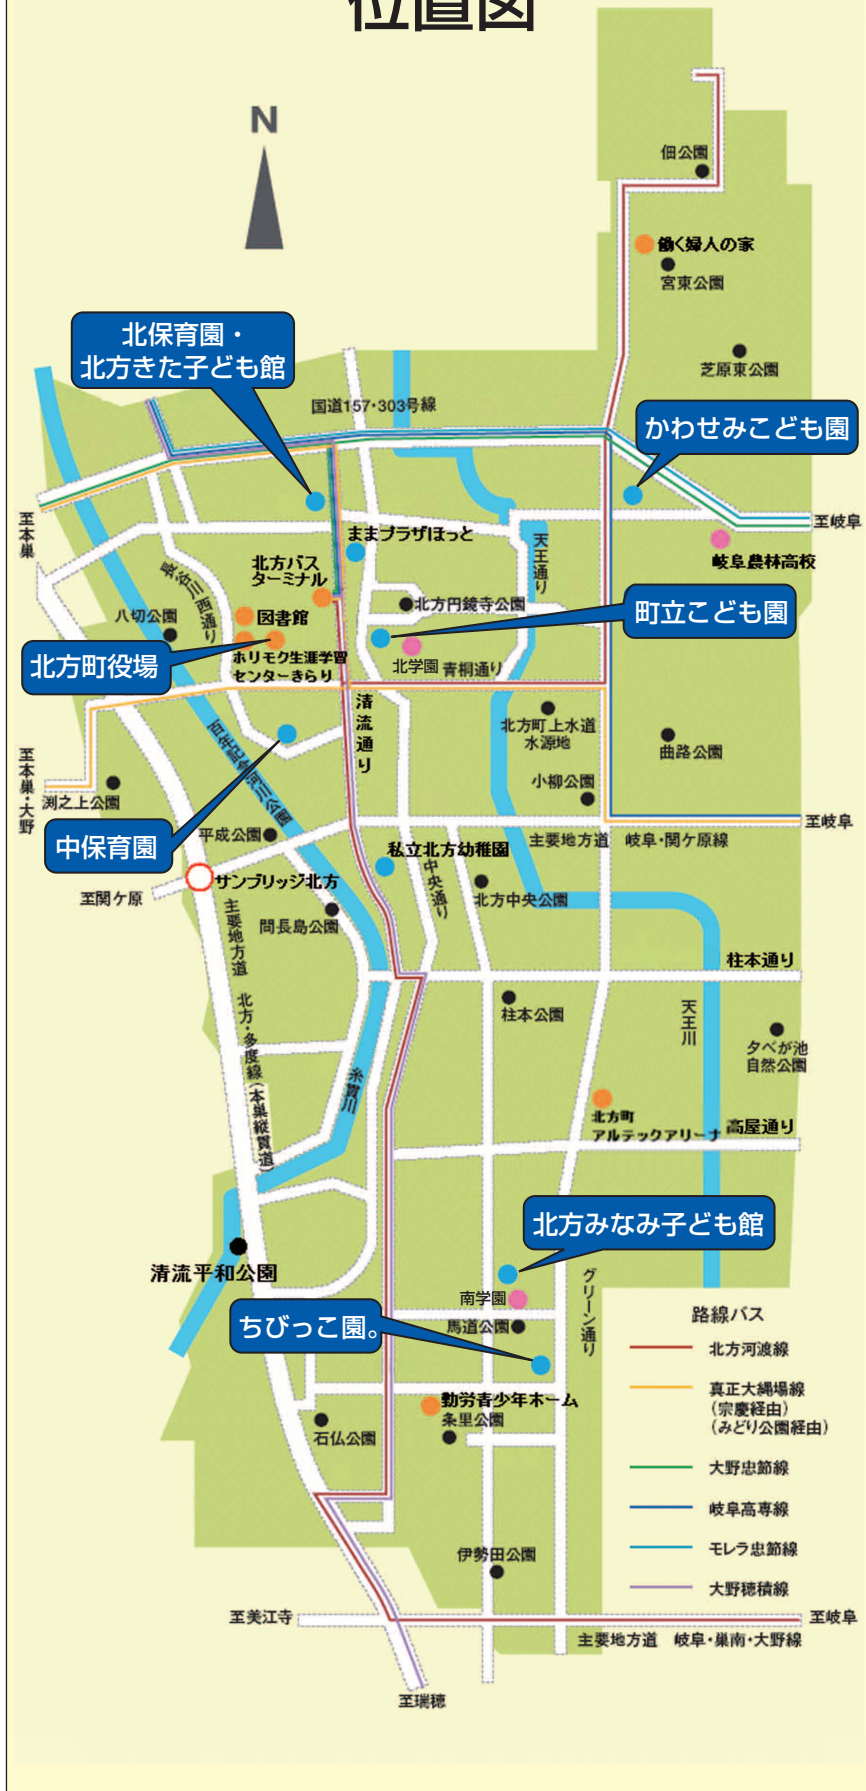 位置図
N
佃公園
働く婦人の家
宮東公園
芝原東公園
北保育園・
北方きた子ども館
国道157・303号線
かわせみこども園
至本巣
至岐阜
ままプラザほっと
天王通り
岐阜農林高校
北方バス
ターミナル
長谷川西通り
八切公園
図書館
北方円鏡寺公園
町立こども園
北方町役場
ホリモク生涯学習
センターきらり
北学園
青桐通り
清流通り
北方町上水道
水源地
曲路公園
百年記念河川公園
至本巣・大野
渕之上公園
小柳公園
中保育園
平成公園
至岐阜
主要地方道 岐阜・関ケ原線
私立北方幼稚園
中央通り
サンブリッジ北方
至関ケ原
北方中央公園
主要地方道 北方・多度線(本巣縦貫道)
問長島公園
柱本通り
柱本公園
天王川
夕べが池
自然公園
糸貫川
北方町
アルテックアリーナ
高屋通り
北方みなみ子ども館
清流平和公園
グリーン通り
南学園
ちびっこ園。
馬道公園
路線バス
北方河渡線
真正大縄場線
(宗慶経由)
(みどり公園経由)
勤労青少年ホーム
条里公園
石仏公園
大野忠節線
岐阜高専線
モレラ忠節線
伊勢田公園
大野穂積線
至美江寺
至岐阜
主要地方道 岐阜・巣南・大野線
至瑞穂